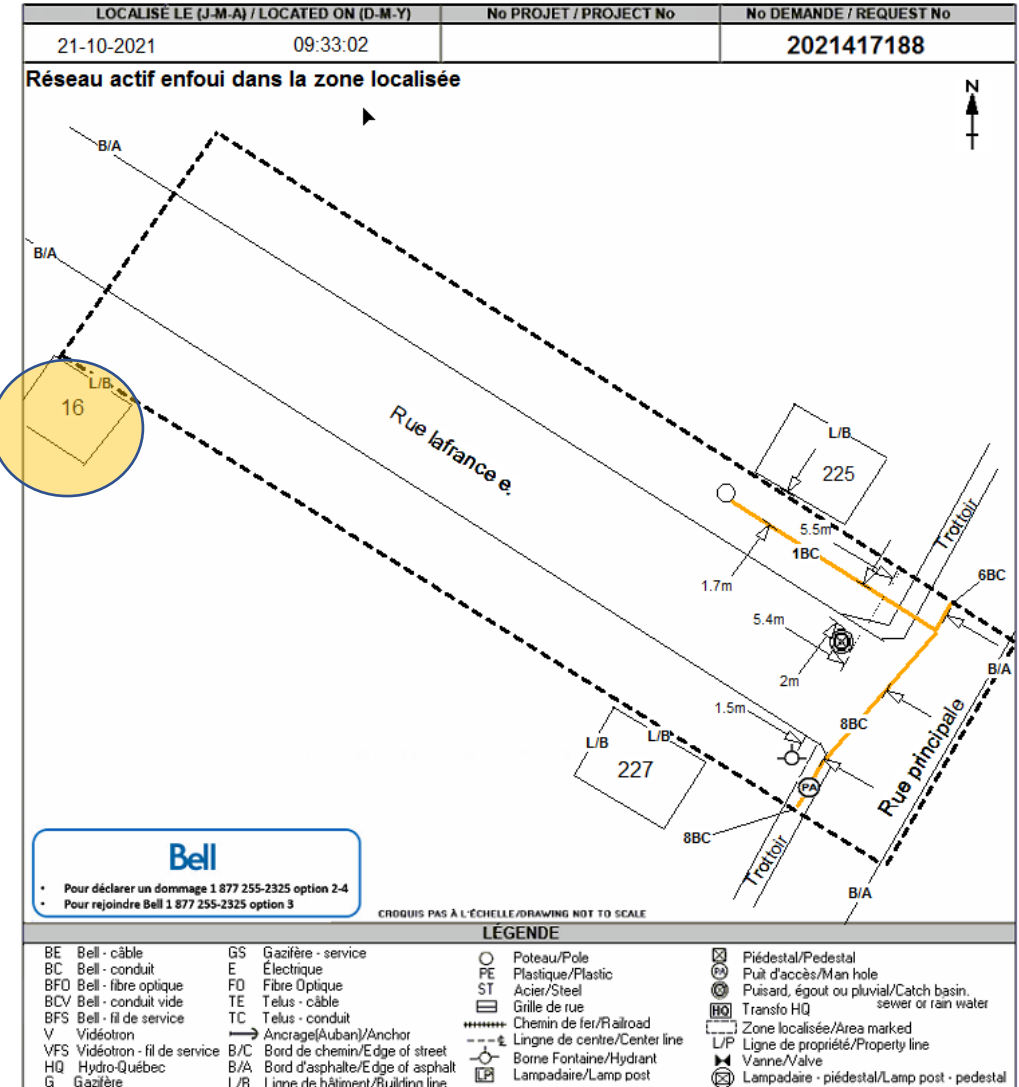 LOCALISÉ LE (J-M-A) / LOCATED ON (D-M-Y) No PROJET / PROJECT No No DEMANDE / REQUEST No
21-10-2021 09:33:02 2021417188
Réseau actif enfoui dans la zone localisée
N
B/A
B/A
L/B
16
Rue lafrance e.
L/B
225
Trottoir
5.5m
1BC
1.7m
6BC
5.4m
2m
B/A
1.5m
8BC
L/B
L/B
227
Rue principale
PA
8BC
Trottoir
B/A
Bell
• Pour déclarer un dommage 1 877 255-2325 option 2-4
• Pour rejoindre Bell 1 877 255-2325 option 3
CROQUIS PAS À L'ÉCHELLE/DRAWING NOT TO SCALE
LÉGENDE
BE Bell - câble
BC Bell - conduit
BFO Bell - fibre optique
BCV Bell - conduit vide
BFS Bell - fil de service
V Vidéotron
VFS Vidéotron - fil de service
HQ Hydro-Québec
G Gazifère
GS Gazifère - service
E Électrique
FO Fibre Optique
TE Telus - câble
TC Telus - conduit
Ancrage(Auban)/Anchor
B/C Bord de chemin/Edge of street
B/A Bord d'asphalte/Edge of asphalt
L/B Ligne de bâtiment/Building line
Poteau/Pole
PE Plastique/Plastic
ST Acier/Steel
Grille de rue
Chemin de fer/Railroad
Lingne de centre/Center line
Borne Fontaine/Hydrant
LP Lampadaire/Lamp post
Piédestal/Pedestal
PA Puit d'accès/Man hole
Puisard, égout ou pluvial/Catch basin.
sewer or rain water
HQ Transfo HQ
Zone localisée/Area marked
L/P Ligne de propriété/Property line
Vanne/Valve
Lampadaire - piédestal/Lamp post - pedestal